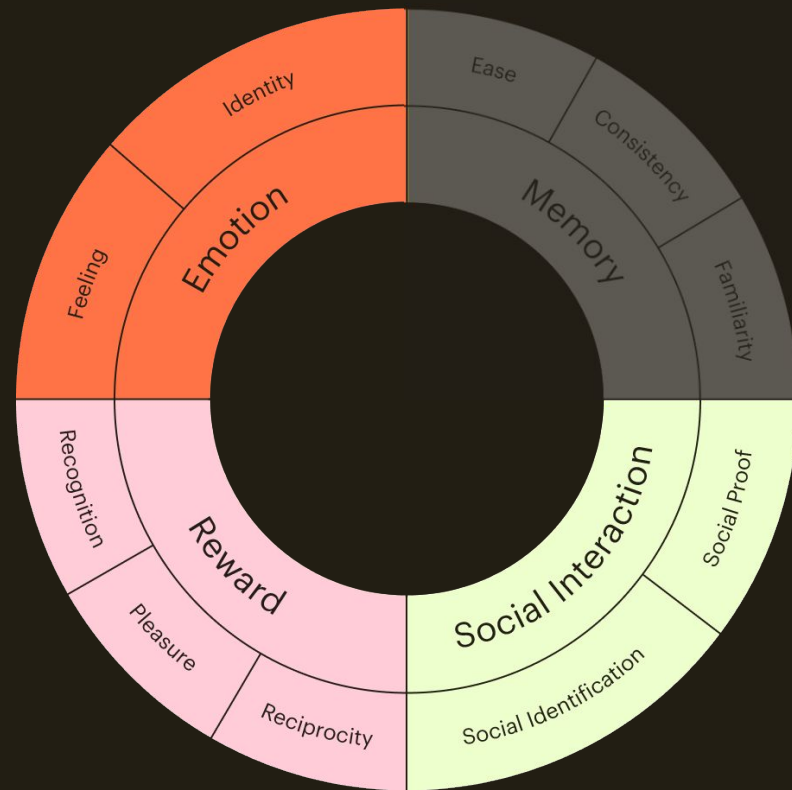 Emotion
Identity
Feeling
Memory
Ease
Consistency
Familiarity
Social Interaction
Social Proof
Social Identification
Reward
Reciprocity
Pleasure
Recognition